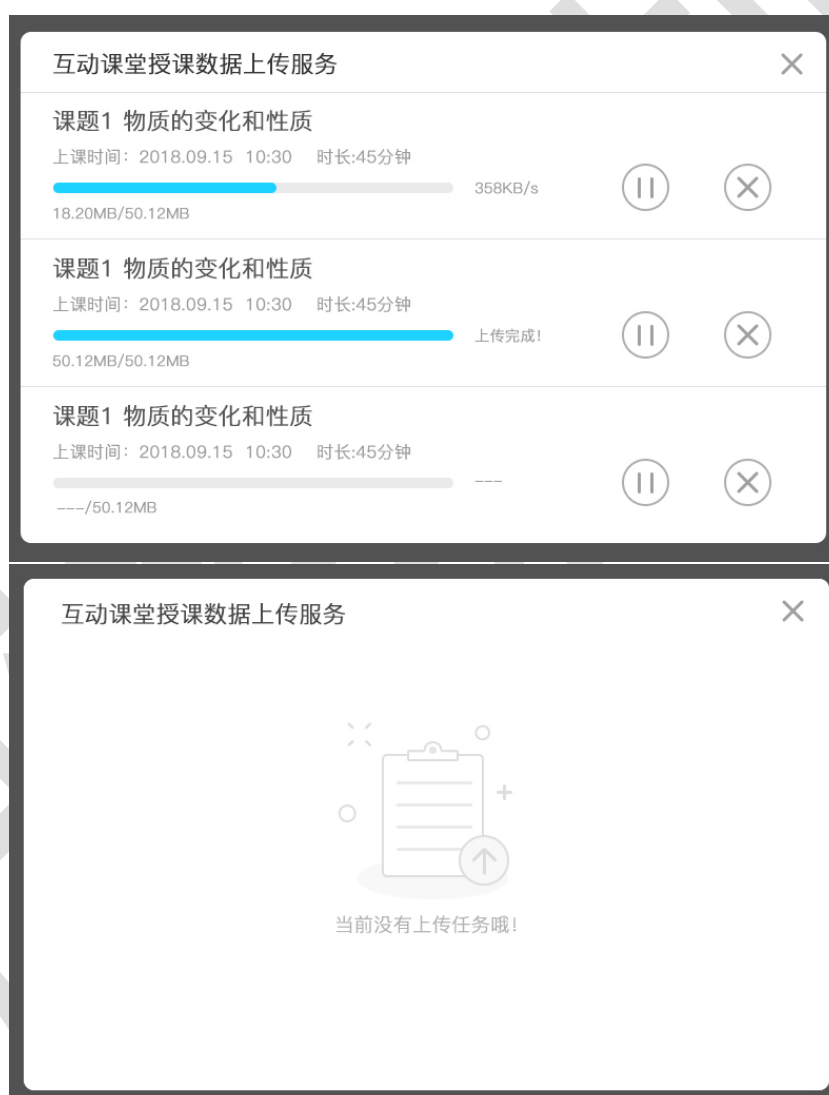 互动课堂授课数据上传服务
课题1 物质的变化和性质
上课时间：2018.09.15 10:30 时长:45分钟
358KB/s
18.20MB/50.12MB
课题1 物质的变化和性质
上课时间：2018.09.15 10:30 时长:45分钟
上传完成!
50.12MB/50.12MB
课题1 物质的变化和性质
上课时间：2018.09.15 10:30 时长:45分钟
---
---/50.12MB
互动课堂授课数据上传服务
当前没有上传任务哦!